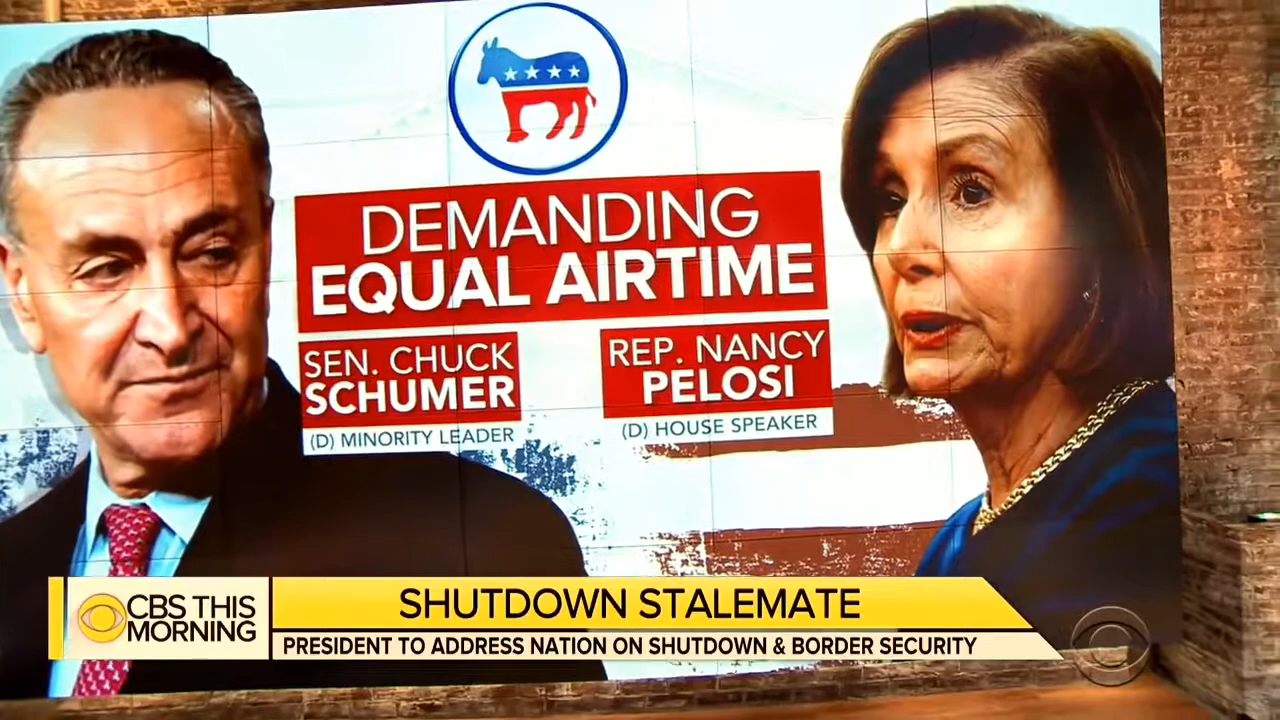 DEMANDING
EQUAL AIRTIME
SEN. CHUCK
SCHUMER
(D) MINORITY LEADER
REP. NANCY
PELOSI
(D) HOUSE SPEAKER
CBS THIS
MORNING
SHUTDOWN STALEMATE
PRESIDENT TO ADDRESS NATION ON SHUTDOWN & BORDER SECURITY